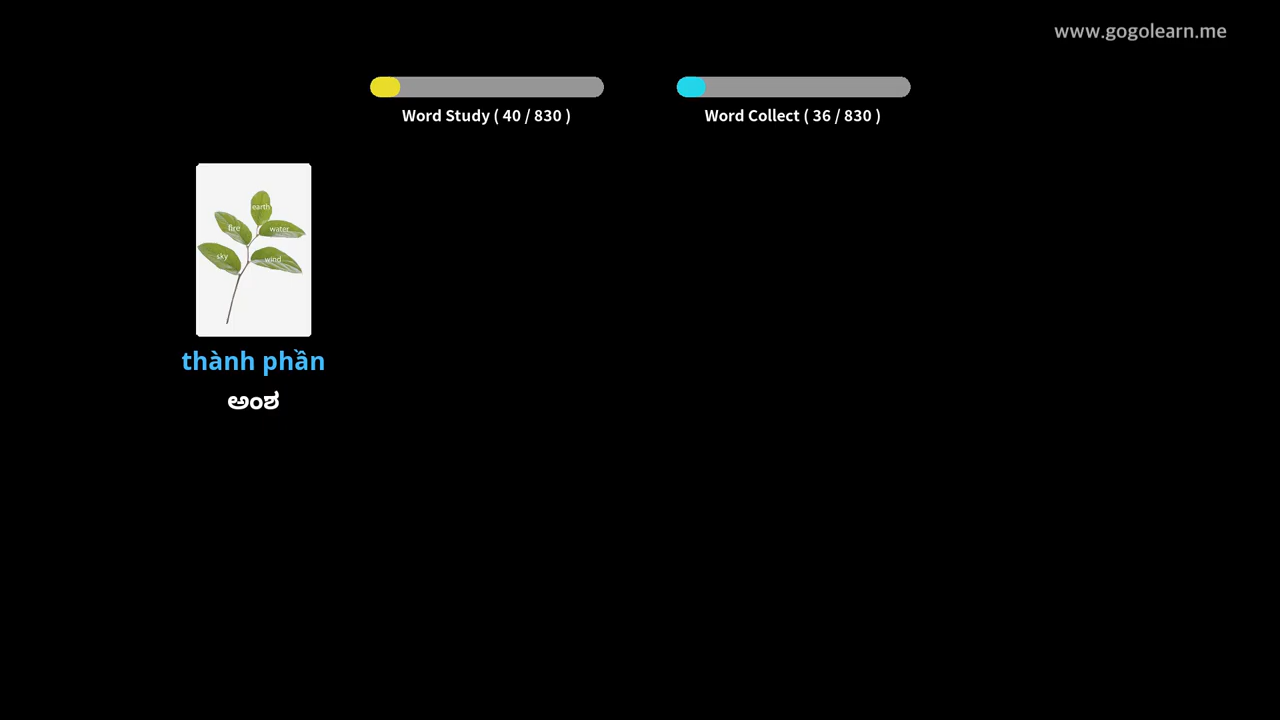 www.gogolearn.me
Word Study ( 40 / 830 )
Word Collect ( 36 / 830 )
earth
fire
water
sky
wind
thành phần
ಅಂಶ